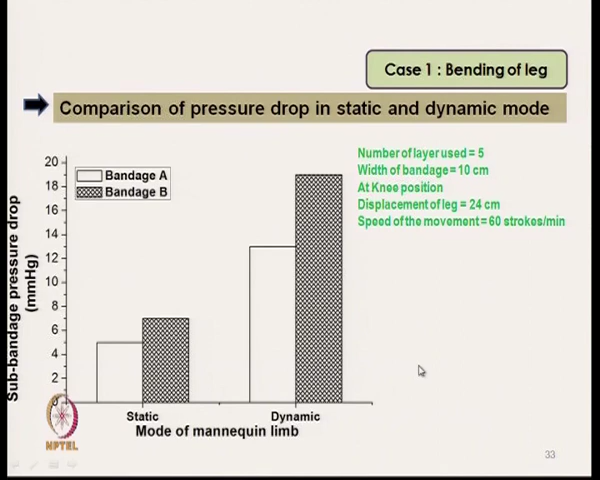 Case 1 : Bending of leg
Comparison of pressure drop in static and dynamic mode
Number of layer used = 5
Width of bandage = 10 cm
At Knee position
Displacement of leg = 24 cm
Speed of the movement = 60 strokes/min
Bandage A
Bandage B
Sub-bandage pressure drop
(mmHg)
20
18
16
14
12
10
8
6
4
2
0
Static
Dynamic
Mode of mannequin limb
NPTEL
33